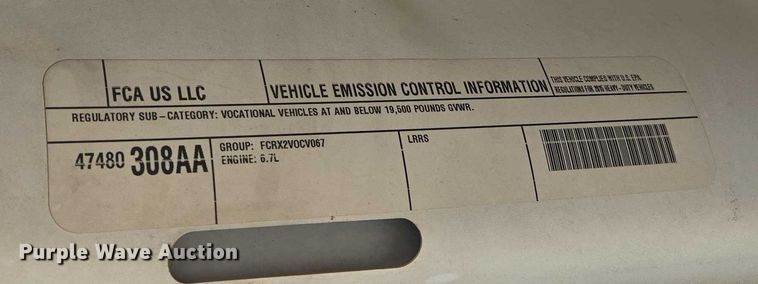 FCA US LLC
VEHICLE EMISSION CONTROL INFORMATION
THIS VEHICLE COMPLIES WITH U.S. EPA
REGULATIONS FOR 2015 HEAVY-DUTY VEHICLES
REGULATORY SUB-CATEGORY: VOCATIONAL VEHICLES AT AND BELOW 19,500 POUNDS GVWR.
47480 308AA
GROUP: FCRX2VOCV067
ENGINE: 6.7L
LRRS
Purple Wave Auction